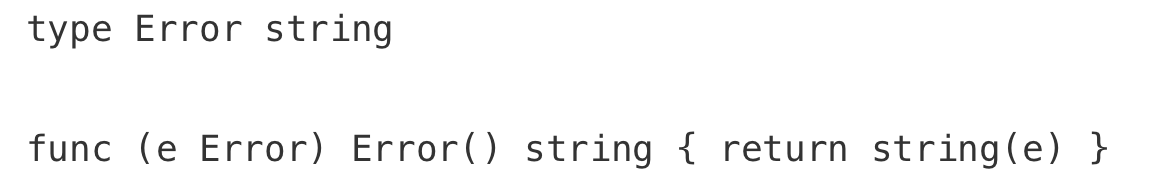 type Error string
func (e Error) Error() string { return string(e) }